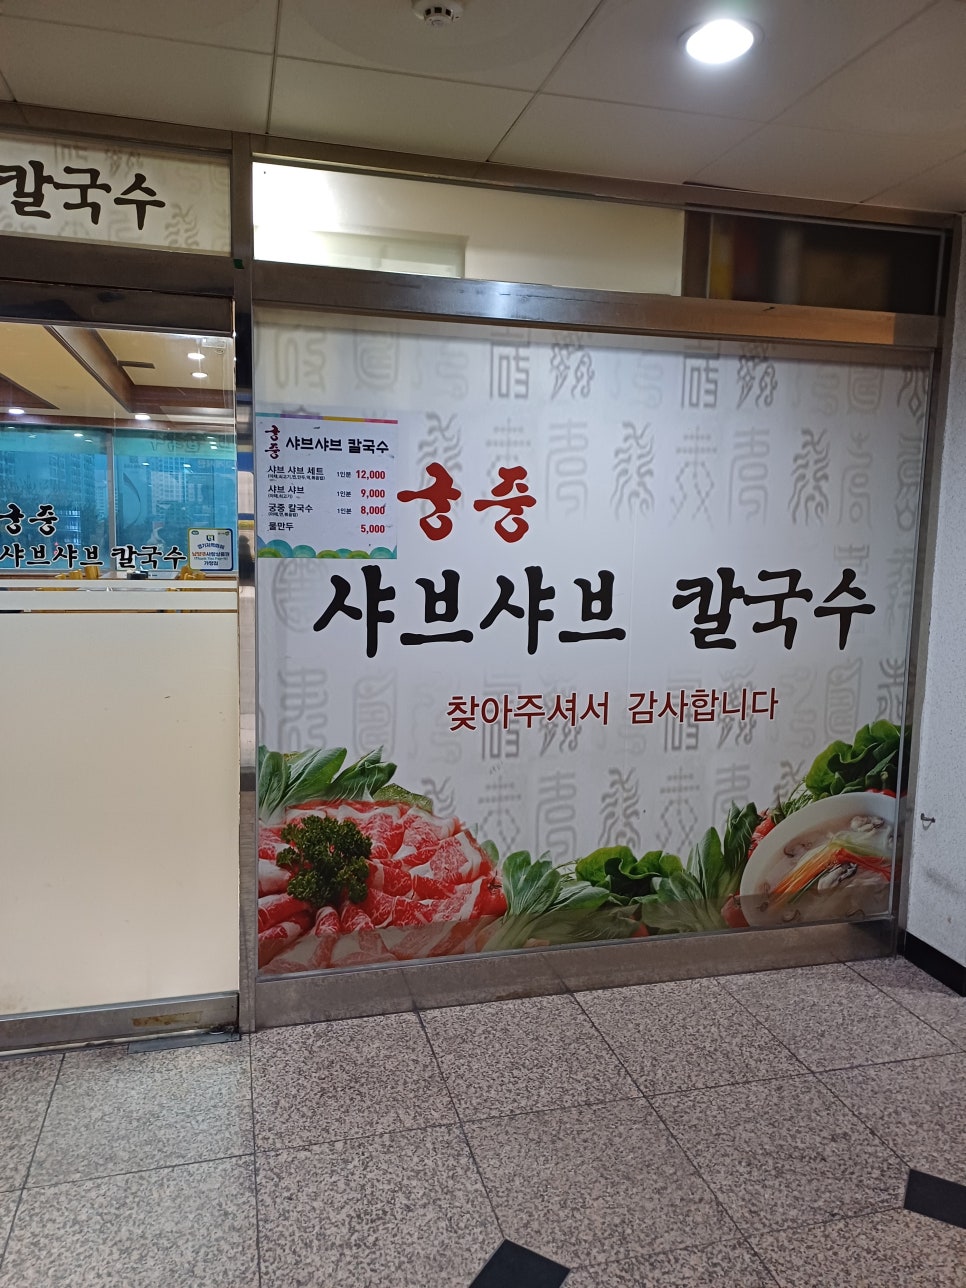 칼국수
궁중
샤브샤브 칼국수
궁중 샤브샤브 칼국수
샤브 샤브 세트 1인분 12,000
샤브 샤브 1인분 9,000
궁중 칼국수 1인분 8,000
물만두 5,000
궁중
샤브샤브 칼국수
찾아주셔서 감사합니다